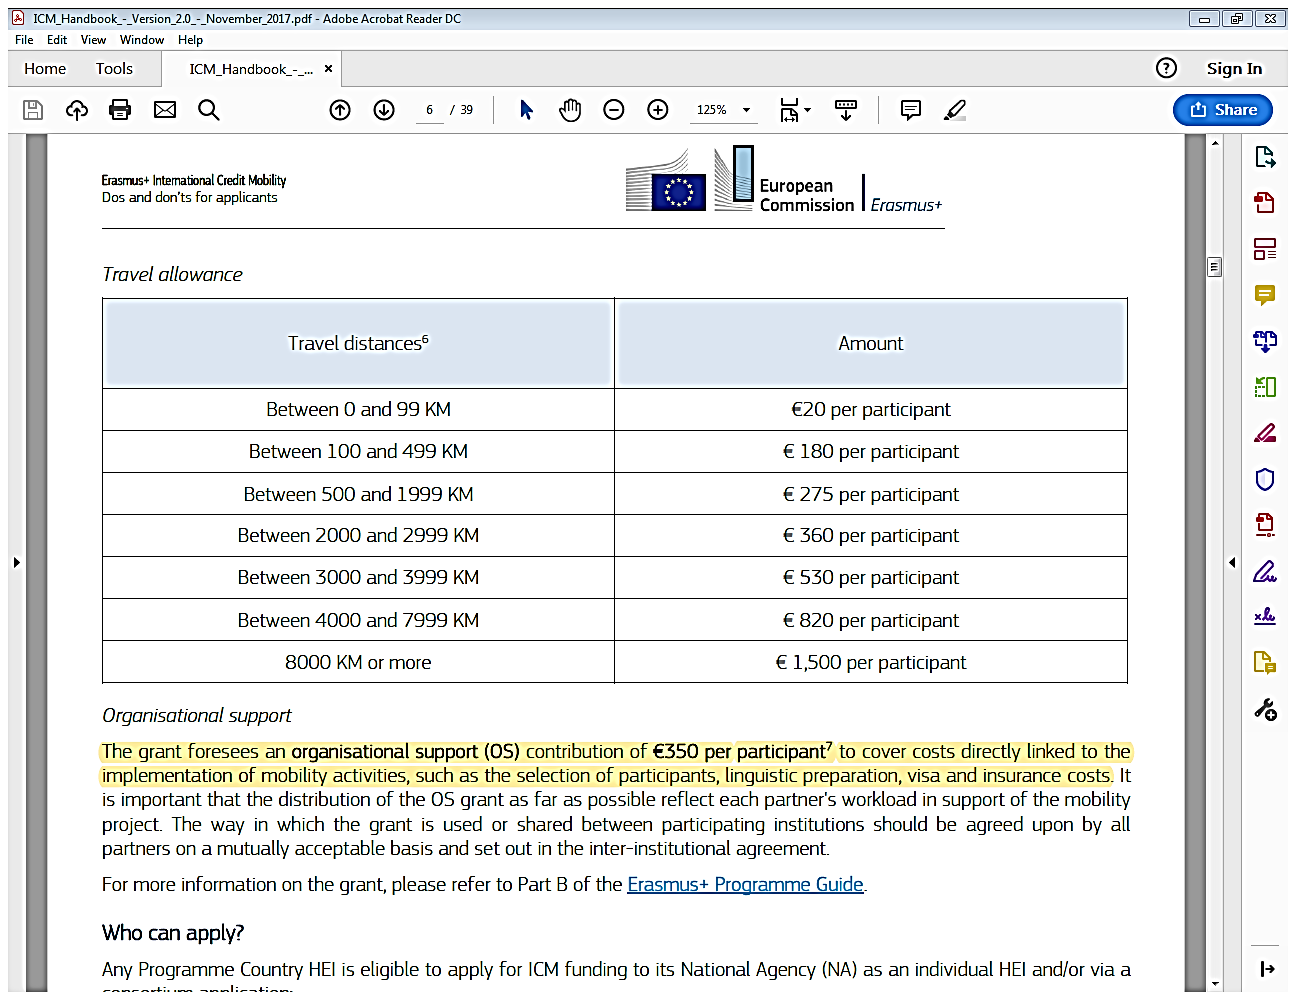 ICM_Handbook_-_Version_2.0_-_November_2017.pdf - Adobe Acrobat Reader DC
File Edit View Window Help
Home Tools ICM_Handbook_-_... × ? Sign In
6 / 39 125% Share
Erasmus+ International Credit Mobility
Dos and don'ts for applicants
European
Commission
Erasmus+
Travel allowance
Travel distances⁶ Amount
Between 0 and 99 KM €20 per participant
Between 100 and 499 KM € 180 per participant
Between 500 and 1999 KM € 275 per participant
Between 2000 and 2999 KM € 360 per participant
Between 3000 and 3999 KM € 530 per participant
Between 4000 and 7999 KM € 820 per participant
8000 KM or more € 1,500 per participant
Organisational support
The grant foresees an organisational support (OS) contribution of €350 per participant⁷ to cover costs directly linked to the
implementation of mobility activities, such as the selection of participants, linguistic preparation, visa and insurance costs. It
is important that the distribution of the OS grant as far as possible reflect each partner's workload in support of the mobility
project. The way in which the grant is used or shared between participating institutions should be agreed upon by all
partners on a mutually acceptable basis and set out in the inter-institutional agreement.
For more information on the grant, please refer to Part B of the Erasmus+ Programme Guide.
Who can apply?
Any Programme Country HEI is eligible to apply for ICM funding to its National Agency (NA) as an individual HEI and/or via a
consortium application: